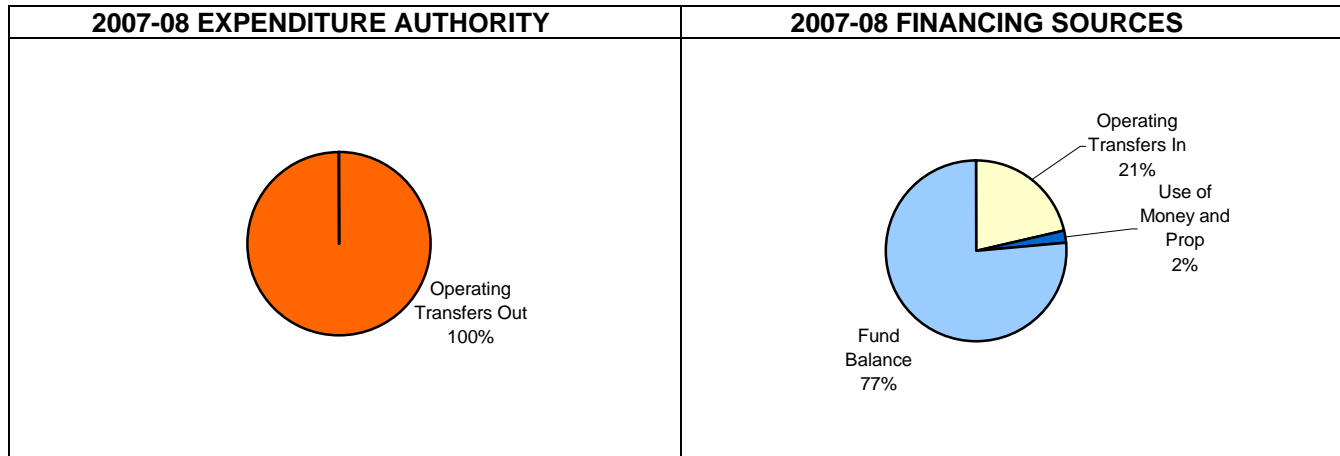 2007-08 EXPENDITURE AUTHORITY
Operating
Transfers Out
100%
2007-08 FINANCING SOURCES
Operating
Transfers In
21%
Use of
Money and
Prop
2%
Fund
Balance
77%